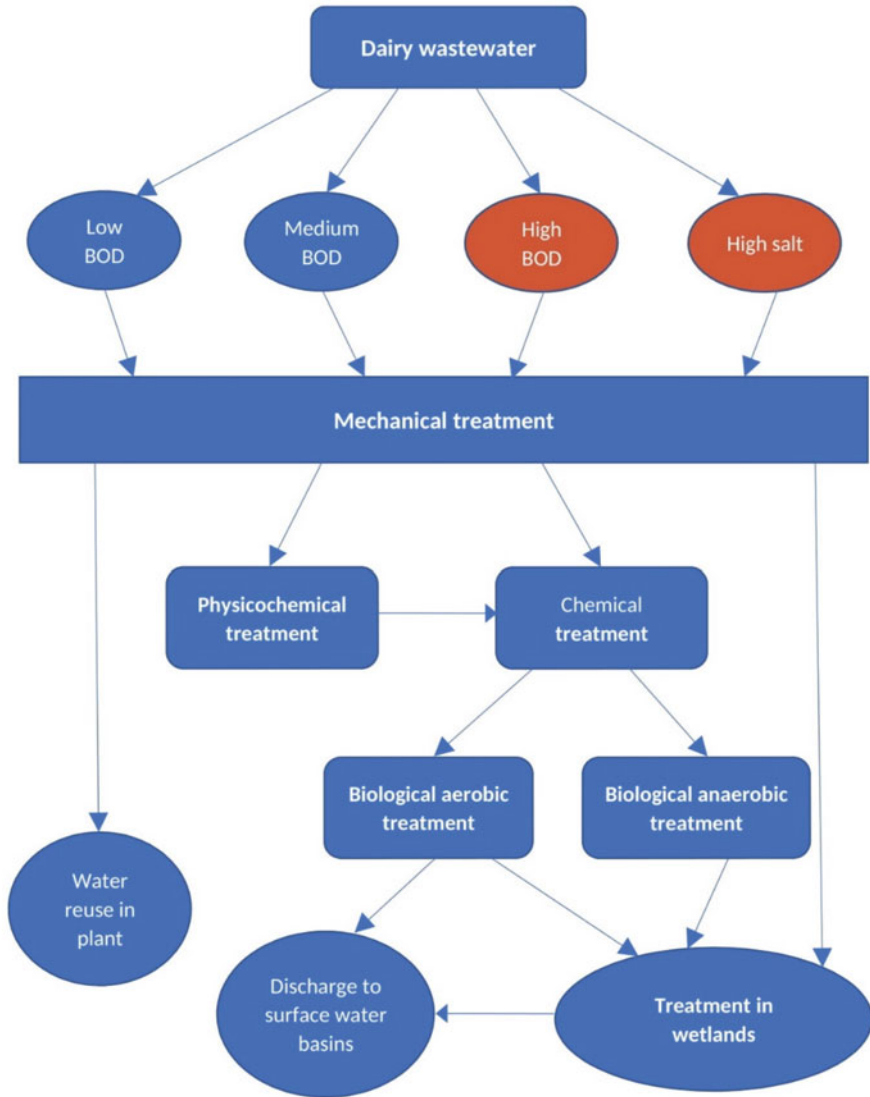 Dairy wastewater
Low
BOD
Medium
BOD
High
BOD
High salt
Mechanical treatment
Physicochemical
treatment
Chemical
treatment
Biological aerobic
treatment
Biological anaerobic
treatment
Water
reuse in
plant
Discharge to
surface water
basins
Treatment in
wetlands